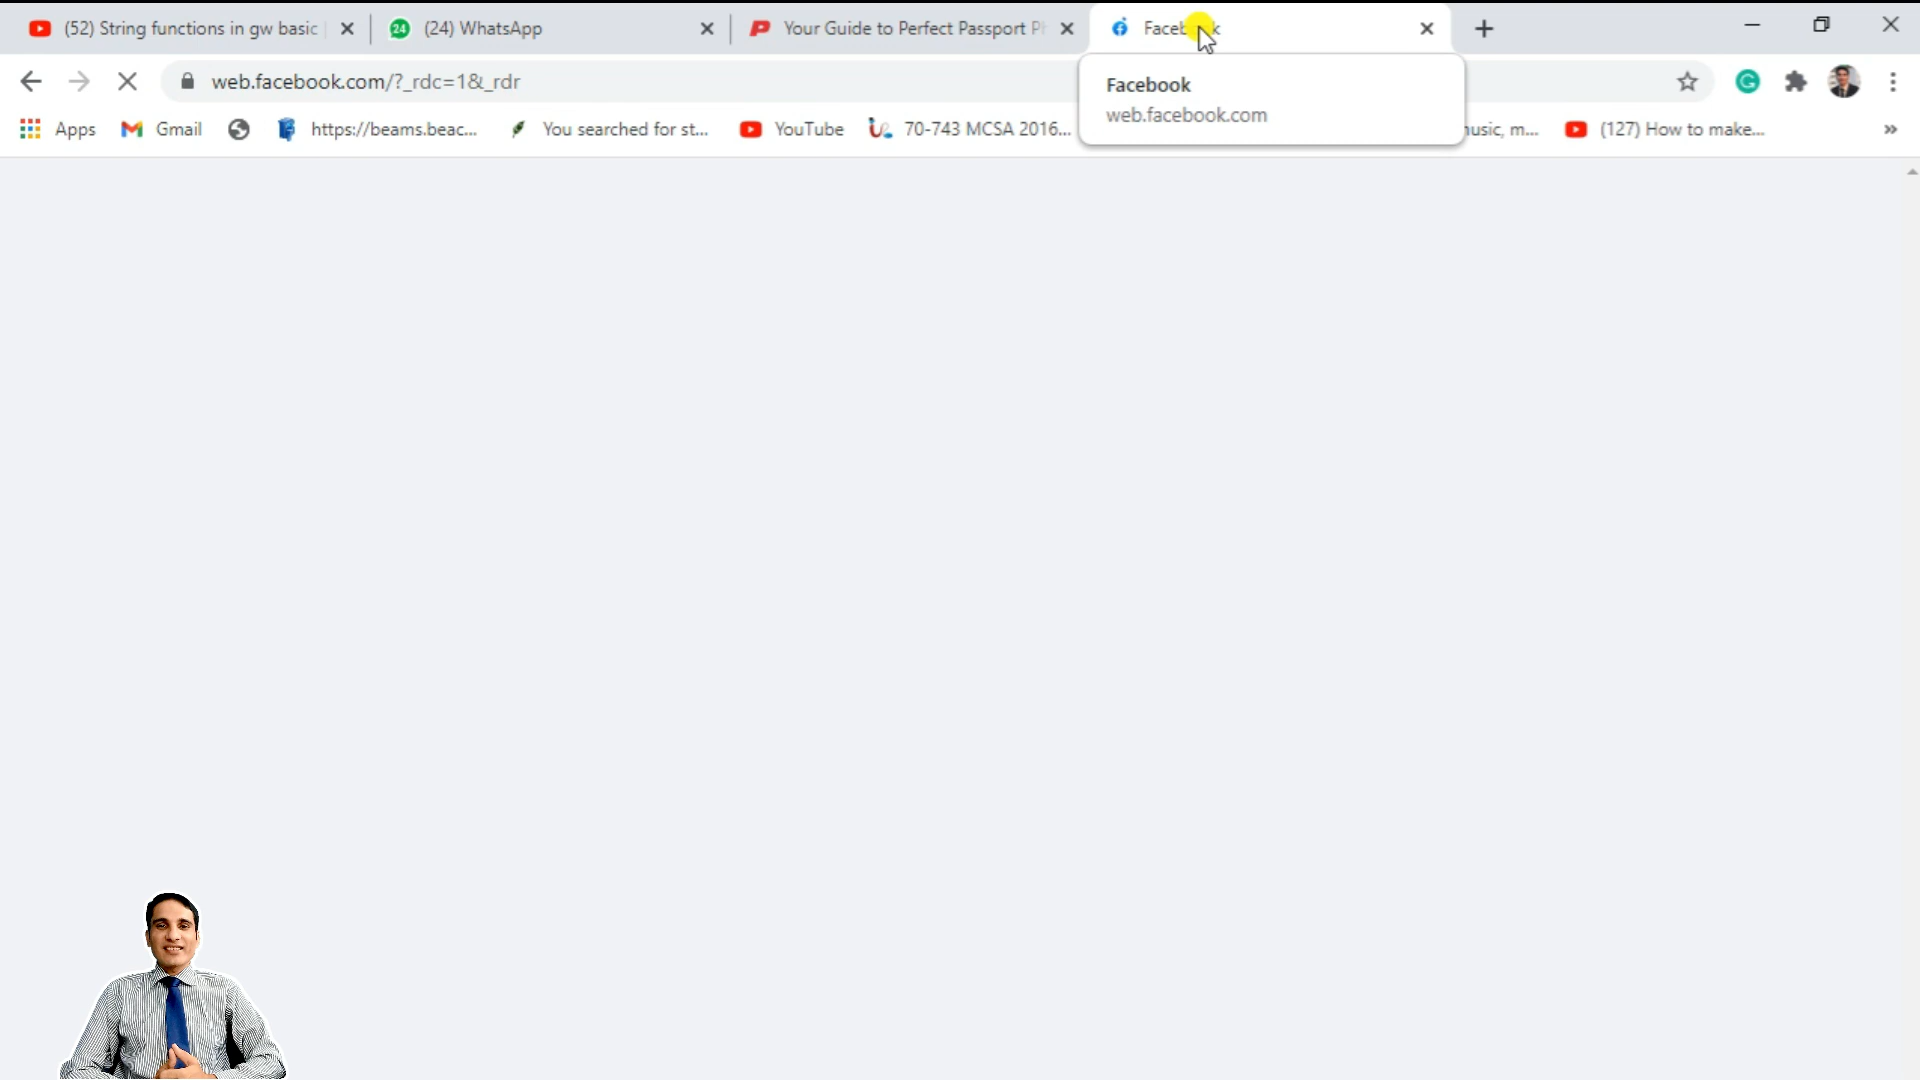 (52) String functions in gw basic
24 (24) WhatsApp
Your Guide to Perfect Passport P
Facebook
web.facebook.com/?_rdc=1&_rdr
Facebook
web.facebook.com
Apps
Gmail
https://beams.beac...
You searched for st...
YouTube
70-743 MCSA 2016...
usic, m...
(127) How to make...